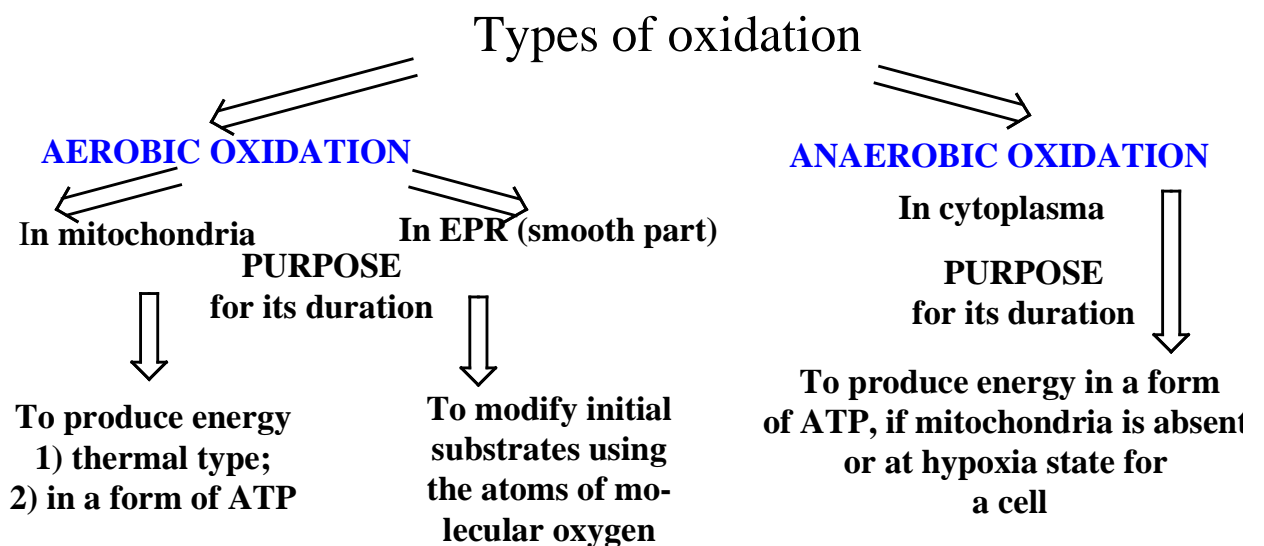 Types of oxidation
AEROBIC OXIDATION
In mitochondria
In EPR (smooth part)
PURPOSE
for its duration
To produce energy
1) thermal type;
2) in a form of ATP
To modify initial
substrates using
the atoms of mo-
lecular oxygen
ANAEROBIC OXIDATION
In cytoplasma
PURPOSE
for its duration
To produce energy in a form
of ATP, if mitochondria is absent
or at hypoxia state for
a cell